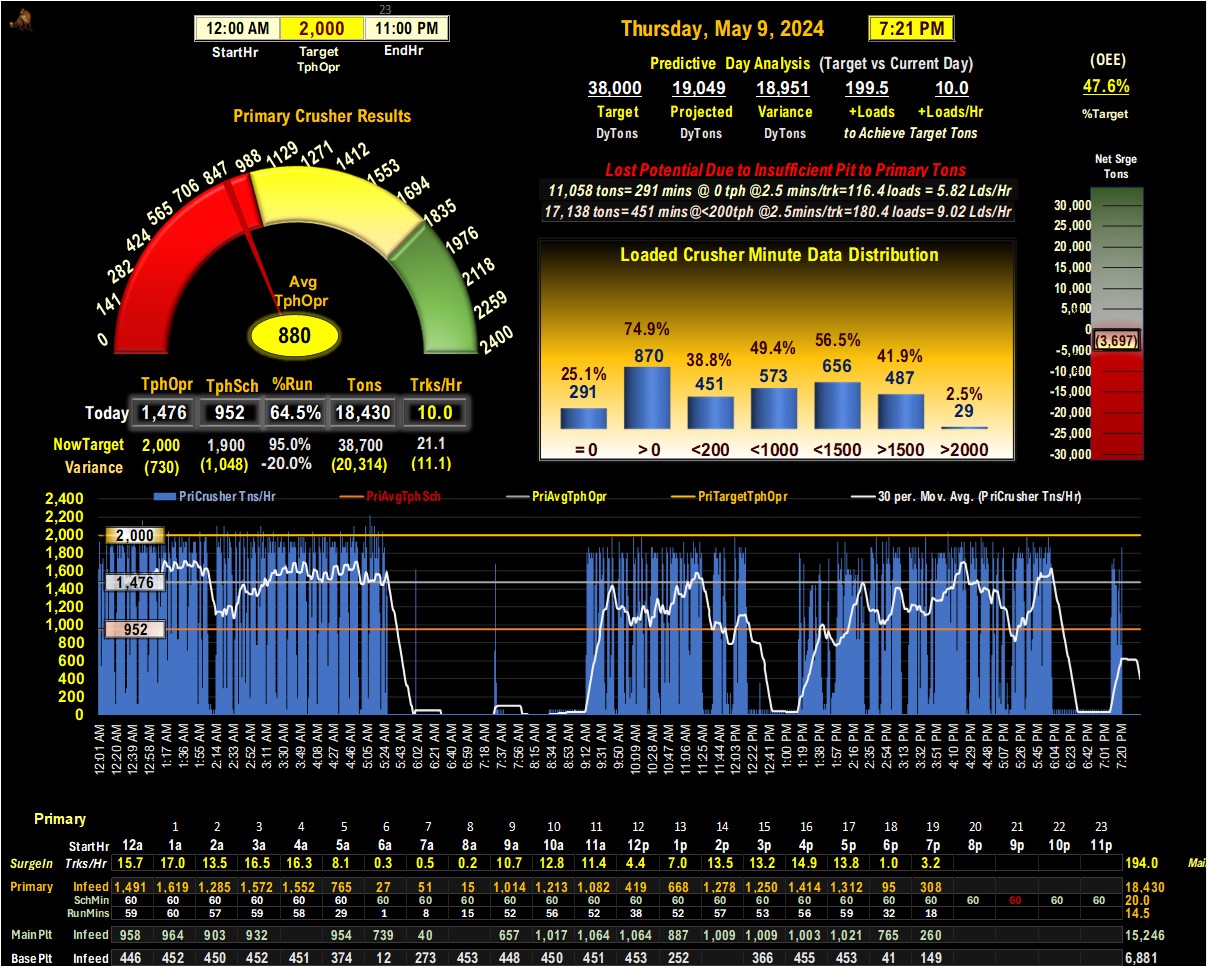 23
12:00 AM 2,000 11:00 PM
StartHr Target TphOpr EndHr
Thursday, May 9, 2024 7:21 PM
Predictive Day Analysis (Target vs Current Day)
38,000 19,049 18,951 199.5 10.0
Target Projected Variance +Loads +Loads/Hr
DyTons DyTons DyTons to Achieve Target Tons
(OEE)
47.6%
%Target
Primary Crusher Results
0 141 282 424 565 706 847 988 1129 1271 1412 1553 1694 1835 1976 2118 2259 2400
Avg
TphOpr
880
TphOpr TphSch %Run Tons Trks/Hr
Today 1,476 952 64.5% 18,430 10.0
NowTarget 2,000 1,900 95.0% 38,700 21.1
Variance (730) (1,048) -20.0% (20,314) (11.1)
Lost Potential Due to Insufficient Pit to Primary Tons
11,058 tons= 291 mins @ 0 tph @2.5 mins/trk=116.4 loads = 5.82 Lds/Hr
17,138 tons= 451 mins@<200tph @2.5mins/trk=180.4 loads= 9.02 Lds/Hr
Loaded Crusher Minute Data Distribution
25.1% 74.9% 38.8% 49.4% 56.5% 41.9% 2.5%
291 870 451 573 656 487 29
= 0 > 0 <200 <1000 <1500 >1500 >2000
Net Srge
Tons
30,000
25,000
20,000
15,000
10,000
5,000
0
(3,697)
-5,000
-10,000
-15,000
-20,000
-25,000
-30,000
PriCrusher Tns/Hr PriAvgTphSch PriAvgTphOpr PriTargetTphOpr 30 per. Mov. Avg. (PriCrusher Tns/Hr)
2,400
2,200
2,000 2,000
1,800
1,600
1,476
1,400
1,200
1,000
952
800
600
400
200
0
12:01 AM 12:20 AM 12:39 AM 12:58 AM 1:17 AM 1:36 AM 1:55 AM 2:14 AM 2:33 AM 2:52 AM 3:11 AM 3:30 AM 3:49 AM 4:08 AM 4:27 AM 4:46 AM 5:05 AM 5:24 AM 5:43 AM 6:02 AM 6:21 AM 6:40 AM 6:59 AM 7:18 AM 7:37 AM 7:56 AM 8:15 AM 8:34 AM 8:53 AM 9:12 AM 9:31 AM 9:50 AM 10:09 AM 10:28 AM 10:47 AM 11:06 AM 11:25 AM 11:44 AM 12:03 PM 12:22 PM 12:41 PM 1:00 PM 1:19 PM 1:38 PM 1:57 PM 2:16 PM 2:35 PM 2:54 PM 3:13 PM 3:32 PM 3:51 PM 4:10 PM 4:29 PM 4:48 PM 5:07 PM 5:26 PM 5:45 PM 6:04 PM 6:23 PM 6:42 PM 7:01 PM 7:20 PM
Primary
1 2 3 4 5 6 7 8 9 10 11 12 13 14 15 16 17 18 19 20 21 22 23
StartHr 12a 1a 2a 3a 4a 5a 6a 7a 8a 9a 10a 11a 12p 1p 2p 3p 4p 5p 6p 7p 8p 9p 10p 11p
SurgeIn Trks/Hr 15.7 17.0 13.5 16.5 16.3 8.1 0.3 0.5 0.2 10.7 12.8 11.4 4.4 7.0 13.5 13.2 14.9 13.8 1.0 3.2 194.0
Primary Infeed 1,491 1,619 1,285 1,572 1,552 765 27 51 15 1,014 1,213 1,082 419 668 1,278 1,250 1,414 1,312 95 308 18,430
SchMin 60 60 60 60 60 60 60 60 60 60 60 60 60 60 60 60 60 60 60 60 60 60 60 60 20.0
RunMins 59 60 57 59 58 29 1 8 15 52 56 52 38 52 57 53 56 59 32 18 14.5
MainPlt Infeed 958 964 903 932 954 739 40 657 1,017 1,064 1,064 887 1,009 1,009 1,003 1,021 765 260 15,246
BasePlt Infeed 446 452 450 452 451 374 12 273 453 448 450 451 453 252 366 455 453 41 149 6,881